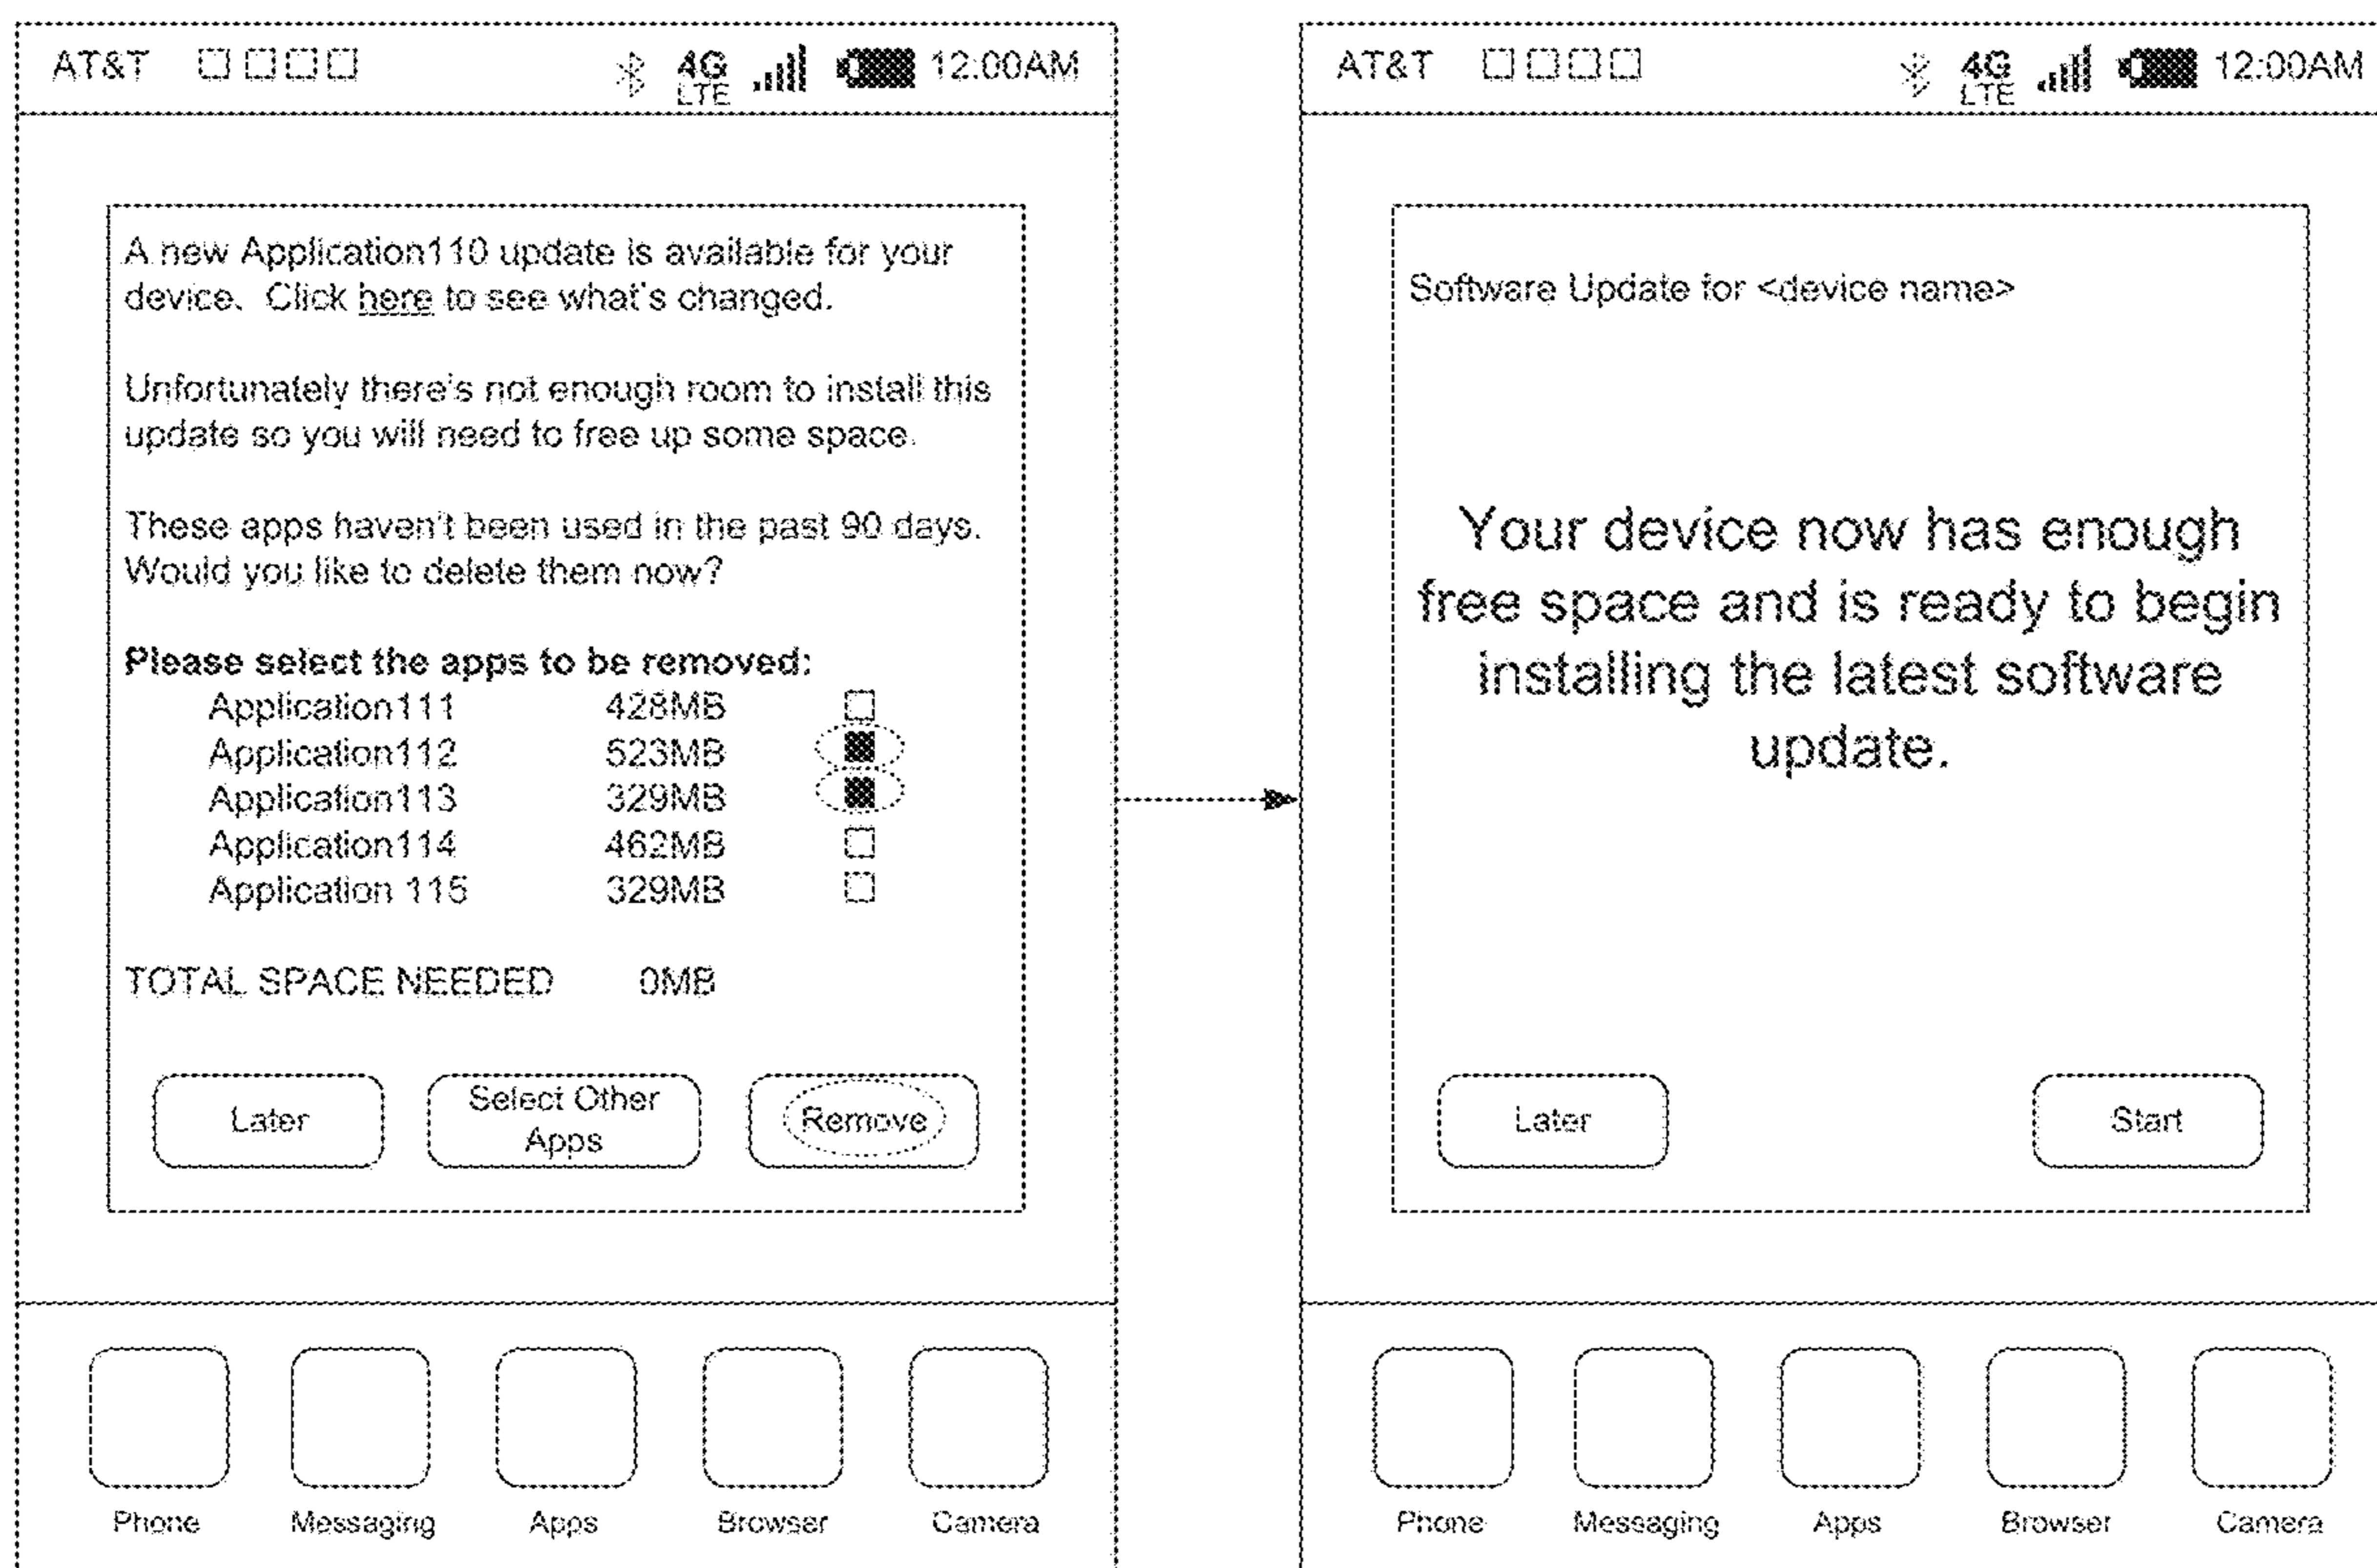 AT&T 4G LTE 12:00AM
A new Application110 update is available for your
device. Click here to see what's changed.
Unfortunately there's not enough room to install this
update so you will need to free up some space.
These apps haven't been used in the past 90 days.
Would you like to delete them now?
Please select the apps to be removed:
Application111 428MB
Application112 523MB
Application113 329MB
Application114 462MB
Application 115 329MB
TOTAL SPACE NEEDED 0MB
Later
Select Other
Apps
Remove
Phone Messaging Apps Browser Camera
AT&T 4G LTE 12:00AM
Software Update for <device name>
Your device now has enough
free space and is ready to begin
installing the latest software
update.
Later Start
Phone Messaging Apps Browser Camera